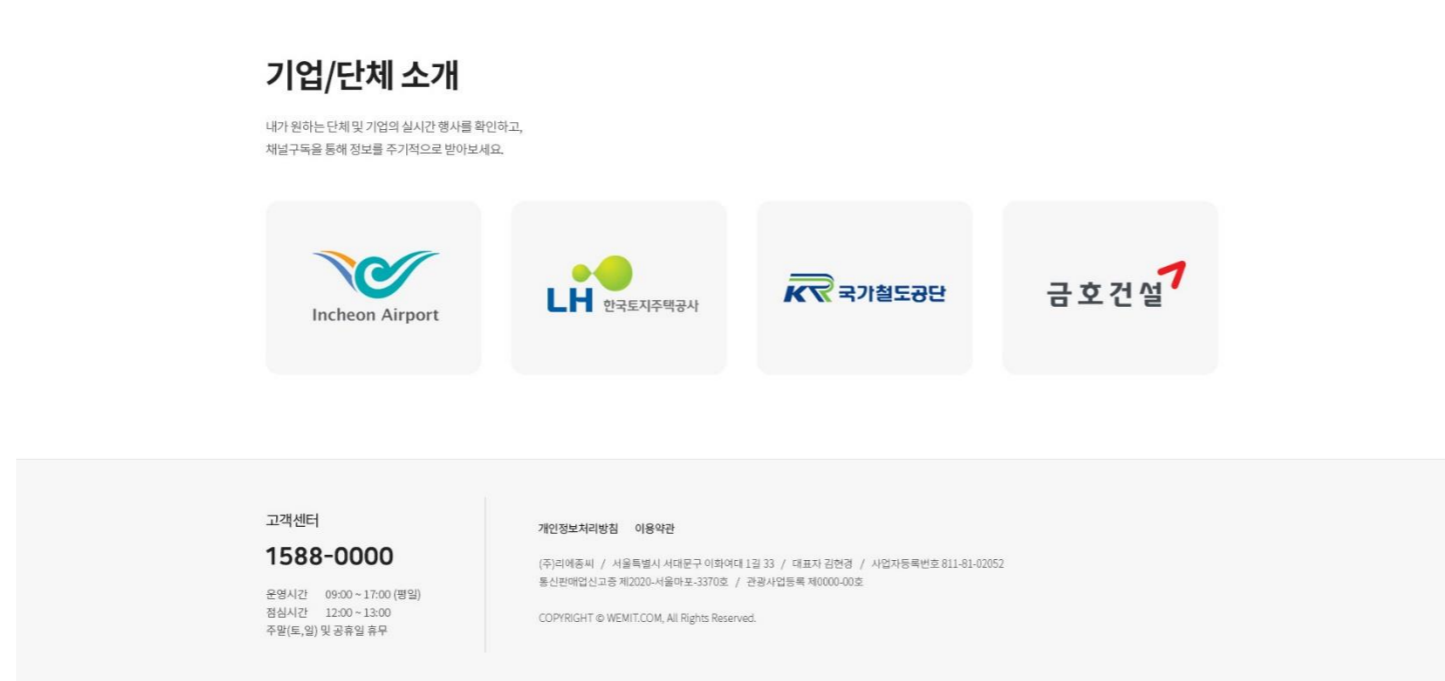 기업/단체 소개
내가 원하는 단체 및 기업의 실시간 행사를 확인하고,
채널구독을 통해 정보를 주기적으로 받아보세요.
Incheon Airport
LH 한국토지주택공사
KR 국가철도공단
금호건설
고객센터
1588-0000
운영시간 09:00 ~ 17:00 (평일)
점심시간 12:00 ~ 13:00
주말(토,일) 및 공휴일 휴무
개인정보처리방침 이용약관
(주)리에종씨 / 서울특별시 서대문구 이화여대 1길 33 / 대표자 김현경 / 사업자등록번호 811-81-02052
통신판매업신고증 제2020-서울마포-3370호 / 관광사업등록 제0000-00호
COPYRIGHT © WEMIT.COM, All Rights Reserved.